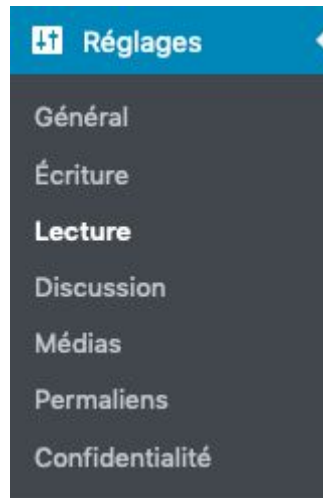 Réglages
Général
Écriture
Lecture
Discussion
Médias
Permaliens
Confidentialité